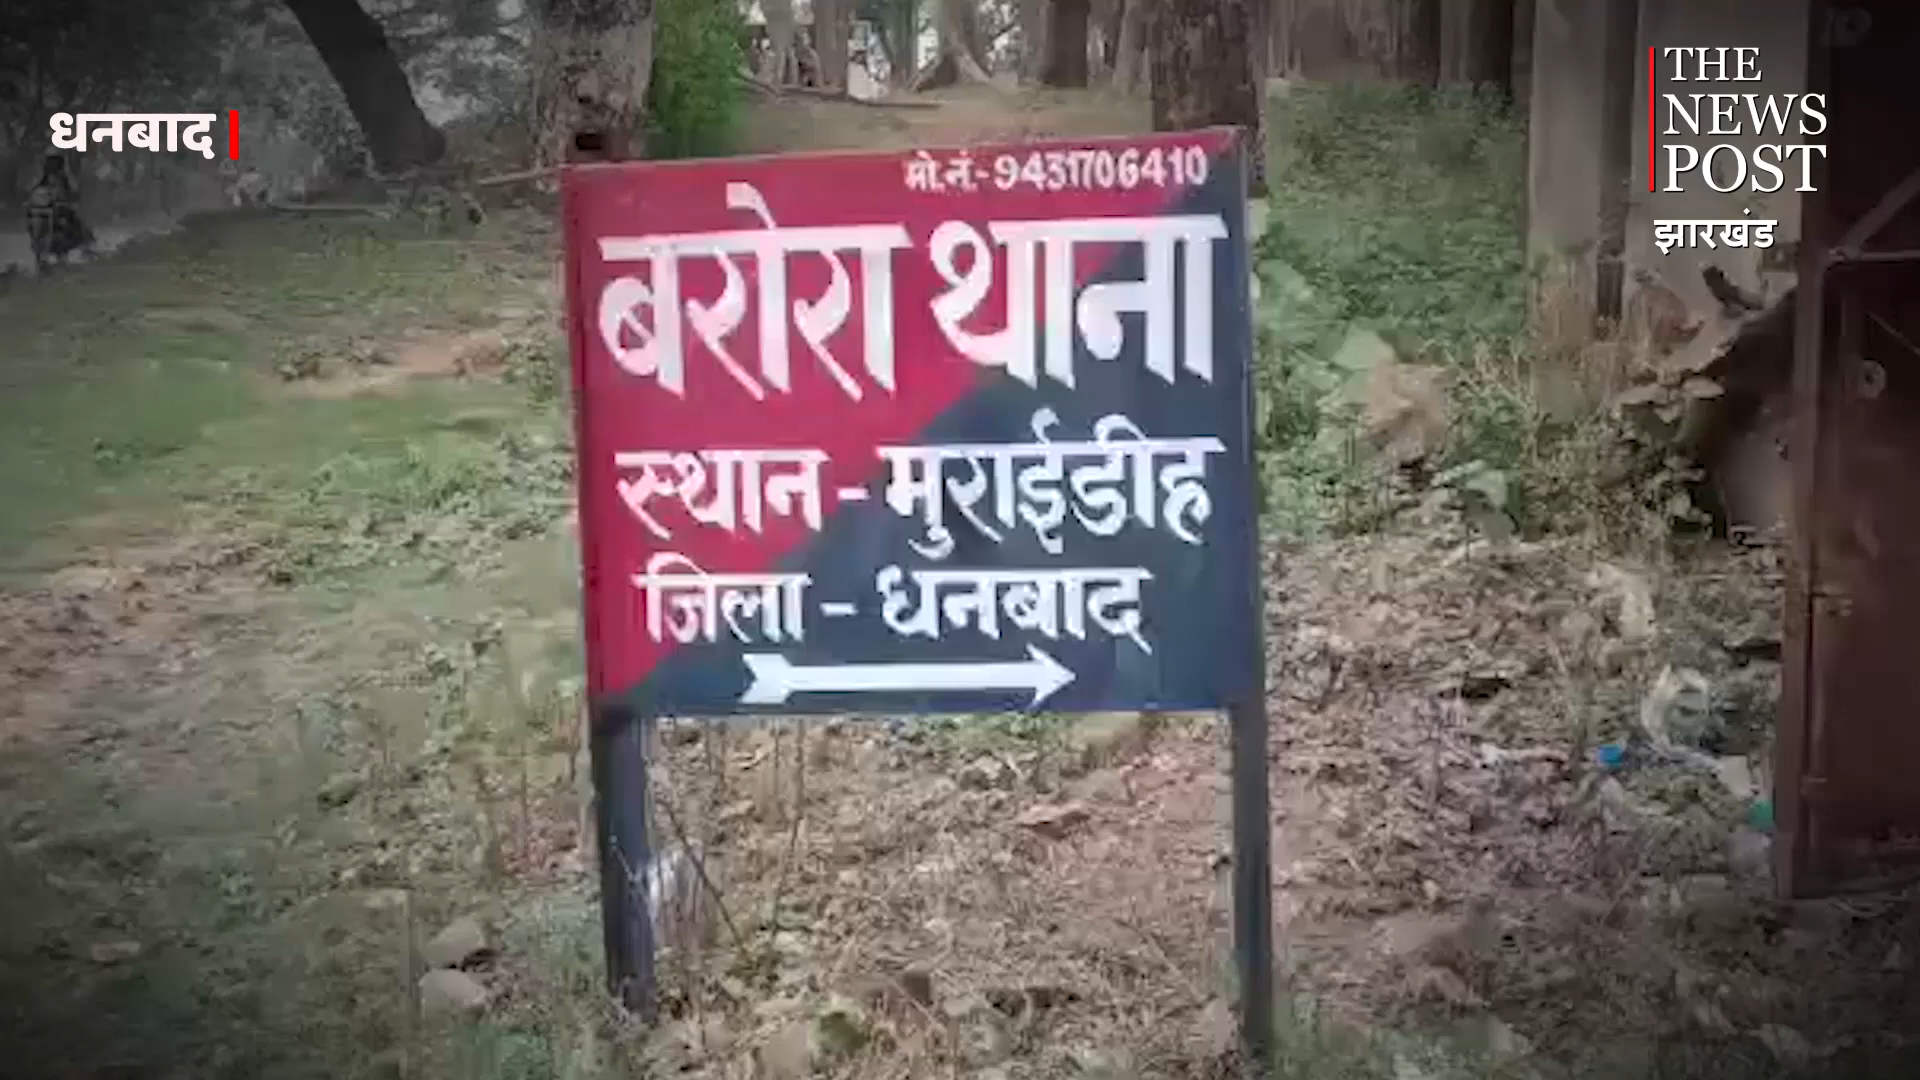 धनबाद
THE
NEWS
POST
झारखंड
मो.नं.-9431706410
बरोरा थाना
स्थान - मुराईडीह
जिला - धनबाद